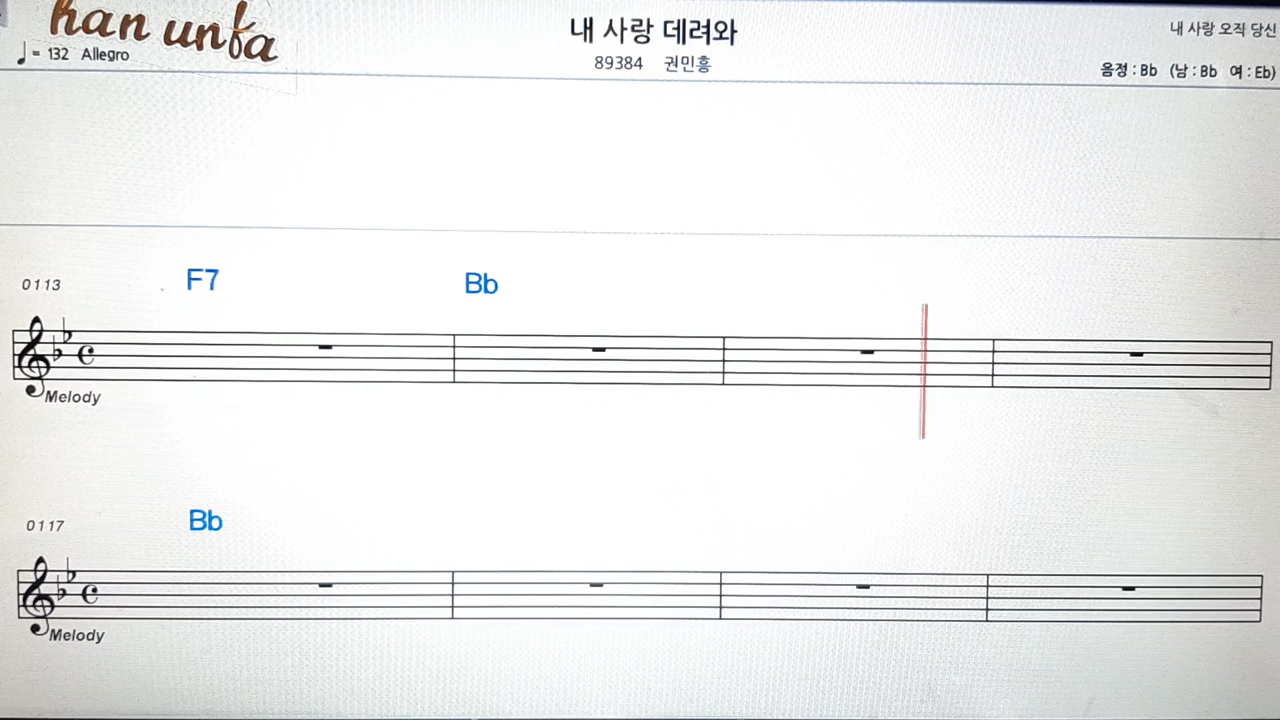 han unfa
내 사랑 데려와
내 사랑 오직 당신
♩ = 132 Allegro
89384 권민흥
음정 : Bb (남 : Bb 여 : Eb)
0113 F7 Bb
Melody
0117 Bb
Melody